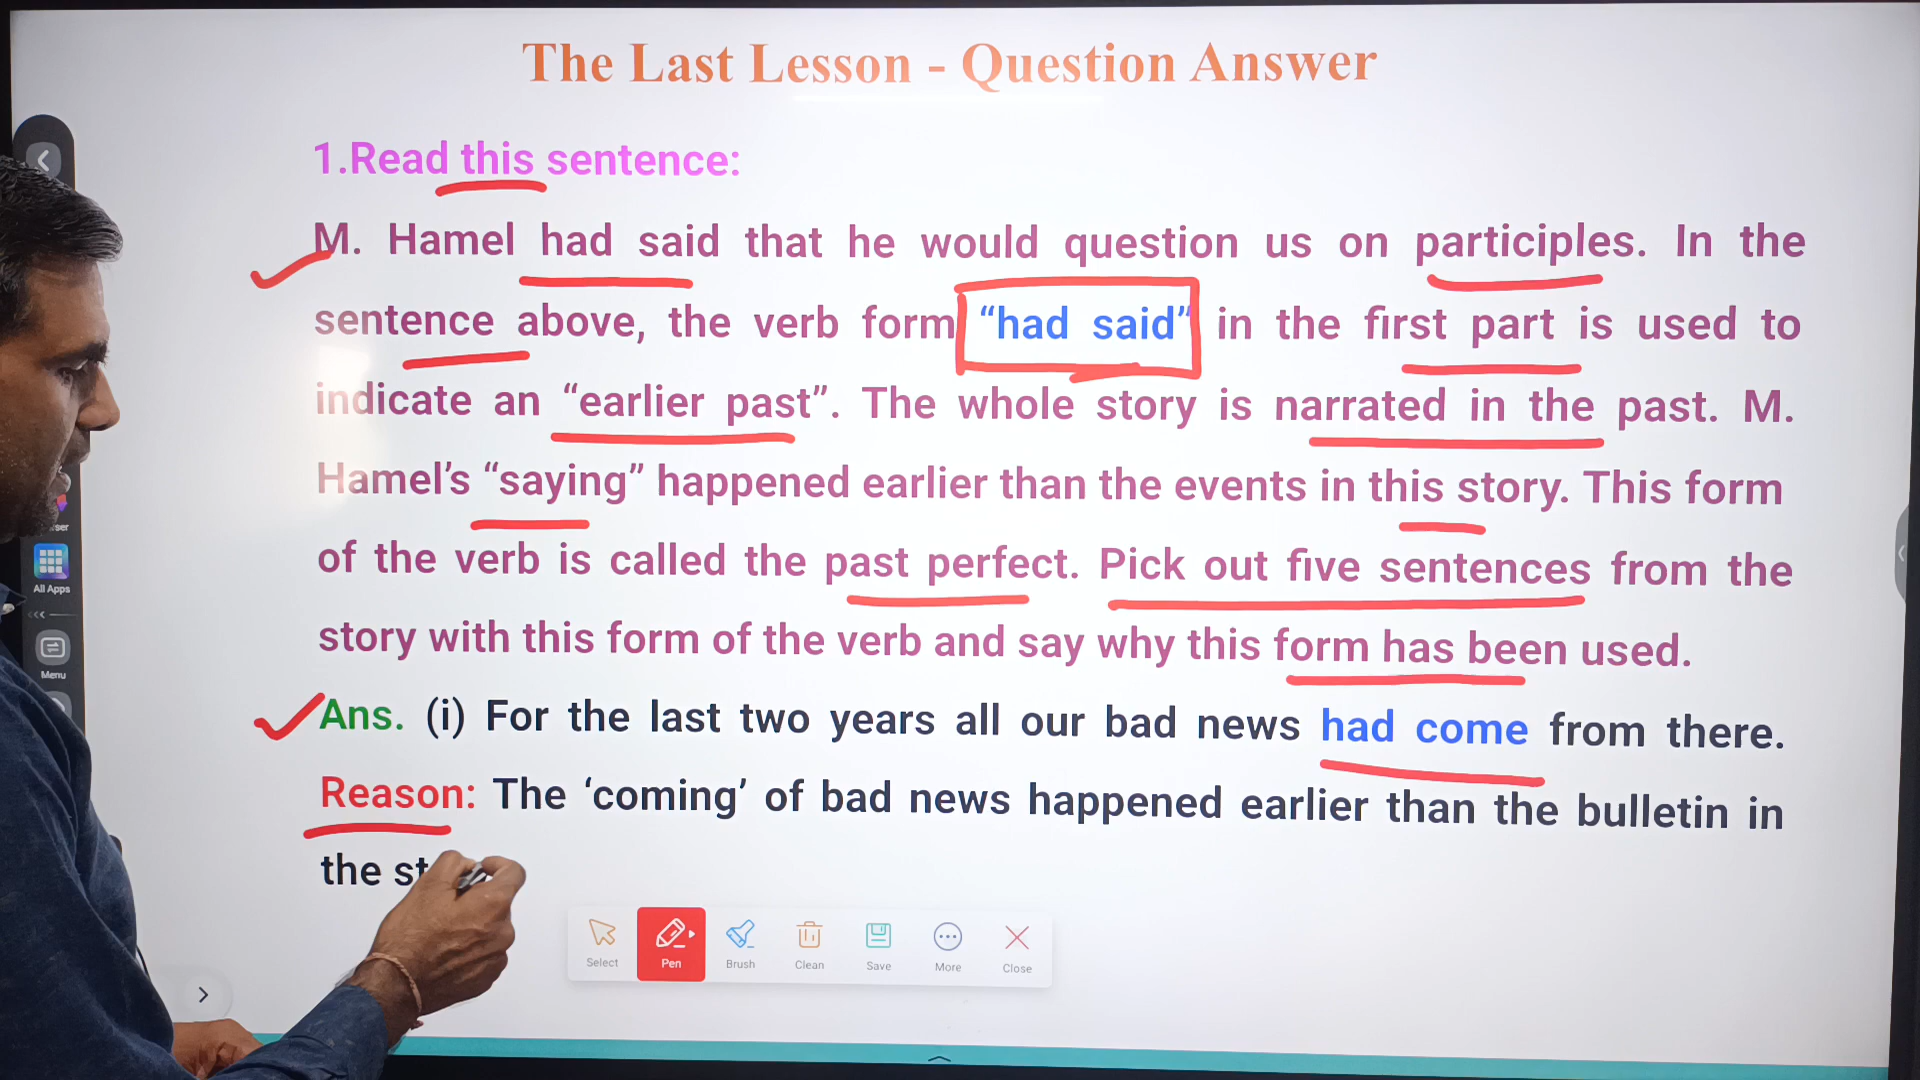 The Last Lesson - Question Answer
1.Read this sentence:
M. Hamel had said that he would question us on participles. In the
sentence above, the verb form “had said” in the first part is used to
indicate an “earlier past”. The whole story is narrated in the past. M.
Hamel’s “saying” happened earlier than the events in this story. This form
of the verb is called the past perfect. Pick out five sentences from the
story with this form of the verb and say why this form has been used.
Ans. (i) For the last two years all our bad news had come from there.
Reason: The ‘coming’ of bad news happened earlier than the bulletin in
the
All Apps
Menu
Select
Pen
Brush
Clean
Save
More
Close